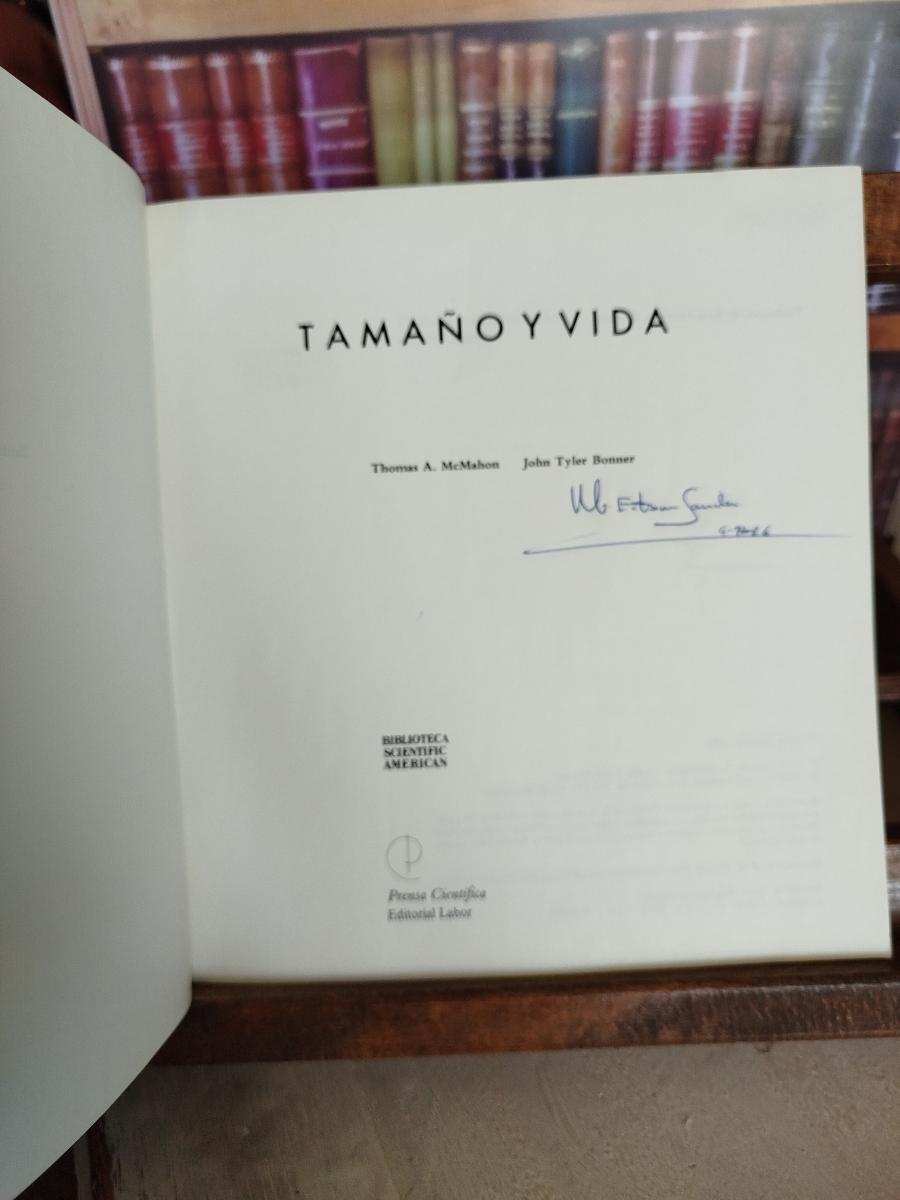 TAMAÑO Y VIDA
Thomas A. McMahon John Tyler Bonner
BIBLIOTECA
SCIENTIFIC
AMERICAN
Prensa Científica
Editorial Labor